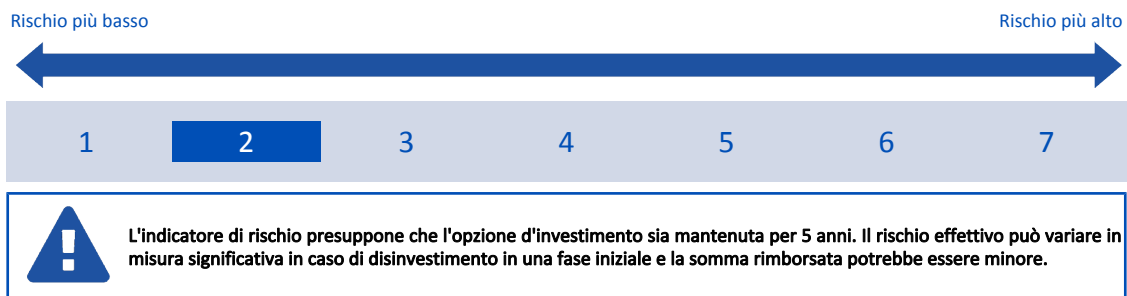 Rischio più basso Rischio più alto
1 2 3 4 5 6 7
L'indicatore di rischio presuppone che l'opzione d'investimento sia mantenuta per 5 anni. Il rischio effettivo può variare in
misura significativa in caso di disinvestimento in una fase iniziale e la somma rimborsata potrebbe essere minore.